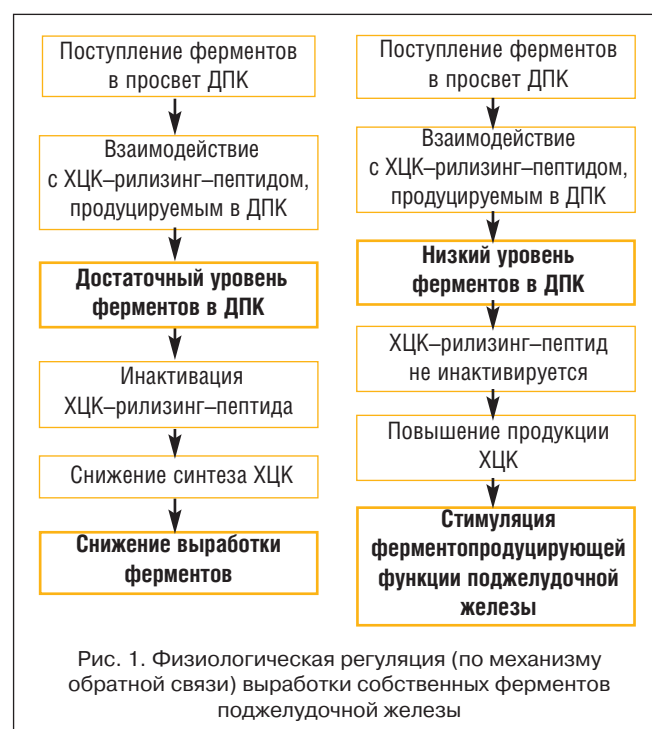 Поступление ферментов
в просвет ДПК
Взаимодействие
с ХЦК–рилизинг–пептидом,
продуцируемым в ДПК
Достаточный уровень
ферментов в ДПК
Инактивация
ХЦК–рилизинг–пептида
Снижение синтеза ХЦК
Снижение выработки
ферментов
Поступление ферментов
в просвет ДПК
Взаимодействие
с ХЦК–рилизинг–пептидом,
продуцируемым в ДПК
Низкий уровень
ферментов в ДПК
ХЦК–рилизинг–пептид
не инактивируется
Повышение продукции
ХЦК
Стимуляция
ферментопродуцирующей
функции поджелудочной
железы
Рис. 1. Физиологическая регуляция (по механизму
обратной связи) выработки собственных ферментов
поджелудочной железы